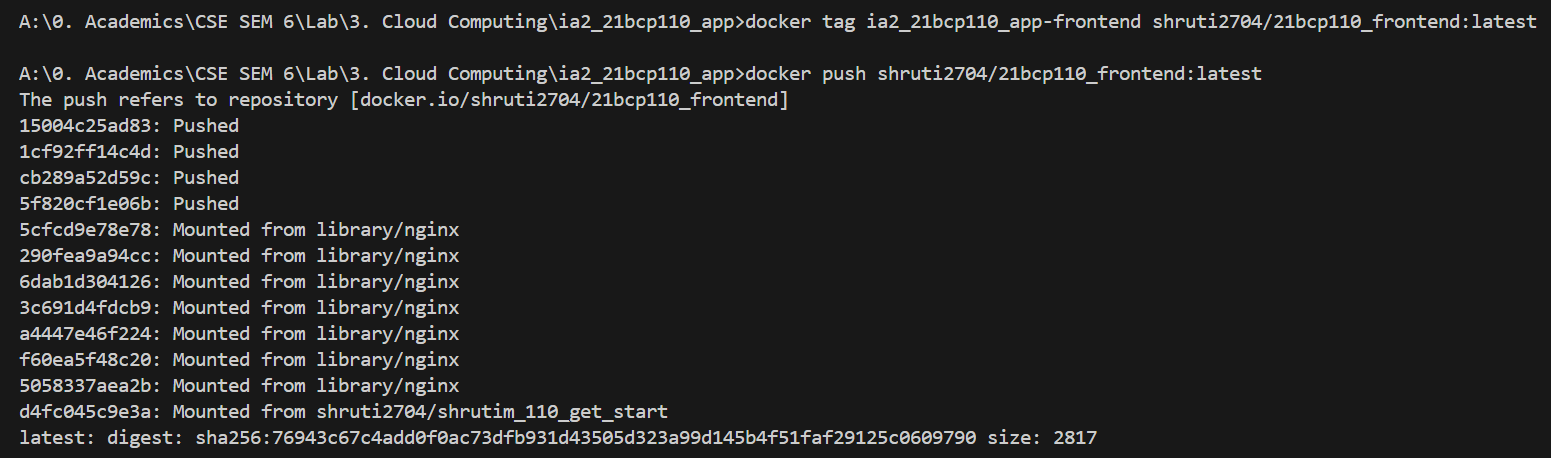 A:\0. Academics\CSE SEM 6\Lab\3. Cloud Computing\ia2_21bcp110_app>docker tag ia2_21bcp110_app-frontend shruti2704/21bcp110_frontend:latest
A:\0. Academics\CSE SEM 6\Lab\3. Cloud Computing\ia2_21bcp110_app>docker push shruti2704/21bcp110_frontend:latest
The push refers to repository [docker.io/shruti2704/21bcp110_frontend]
15004c25ad83: Pushed
1cf92ff14c4d: Pushed
cb289a52d59c: Pushed
5f820cf1e06b: Pushed
5cfcd9e78e78: Mounted from library/nginx
290fea9a94cc: Mounted from library/nginx
6dab1d304126: Mounted from library/nginx
3c691d4fdcb9: Mounted from library/nginx
a4447e46f224: Mounted from library/nginx
f60ea5f48c20: Mounted from library/nginx
5058337aea2b: Mounted from library/nginx
d4fc045c9e3a: Mounted from shruti2704/shrutim_110_get_start
latest: digest: sha256:76943c67c4add0f0ac73dfb931d43505d323a99d145b4f51faf29125c0609790 size: 2817